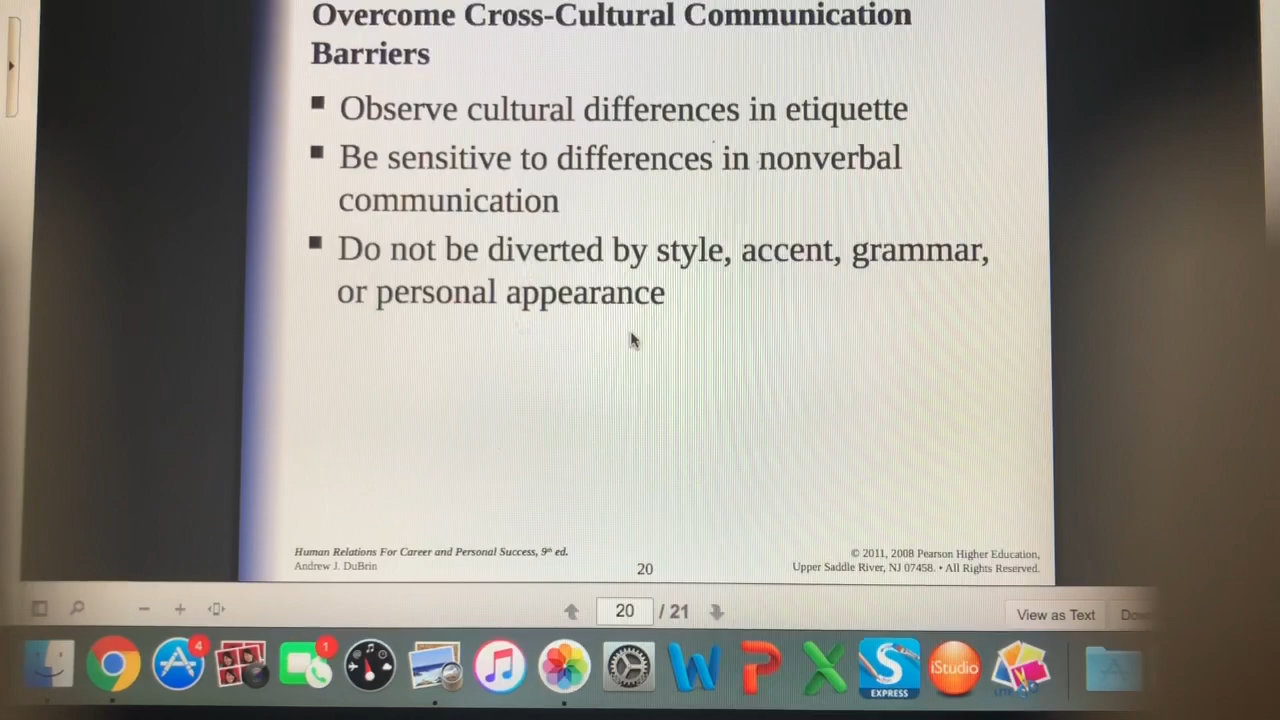 Overcome Cross-Cultural Communication
Barriers
Observe cultural differences in etiquette
Be sensitive to differences in nonverbal
communication
Do not be diverted by style, accent, grammar,
or personal appearance
Human Relations For Career and Personal Success, 9th ed.
Andrew J. DuBrin
20
© 2011, 2008 Pearson Higher Education,
Upper Saddle River, NJ 07458. • All Rights Reserved.
20 / 21
View as Text
4
1
EXPRESS
iStudio